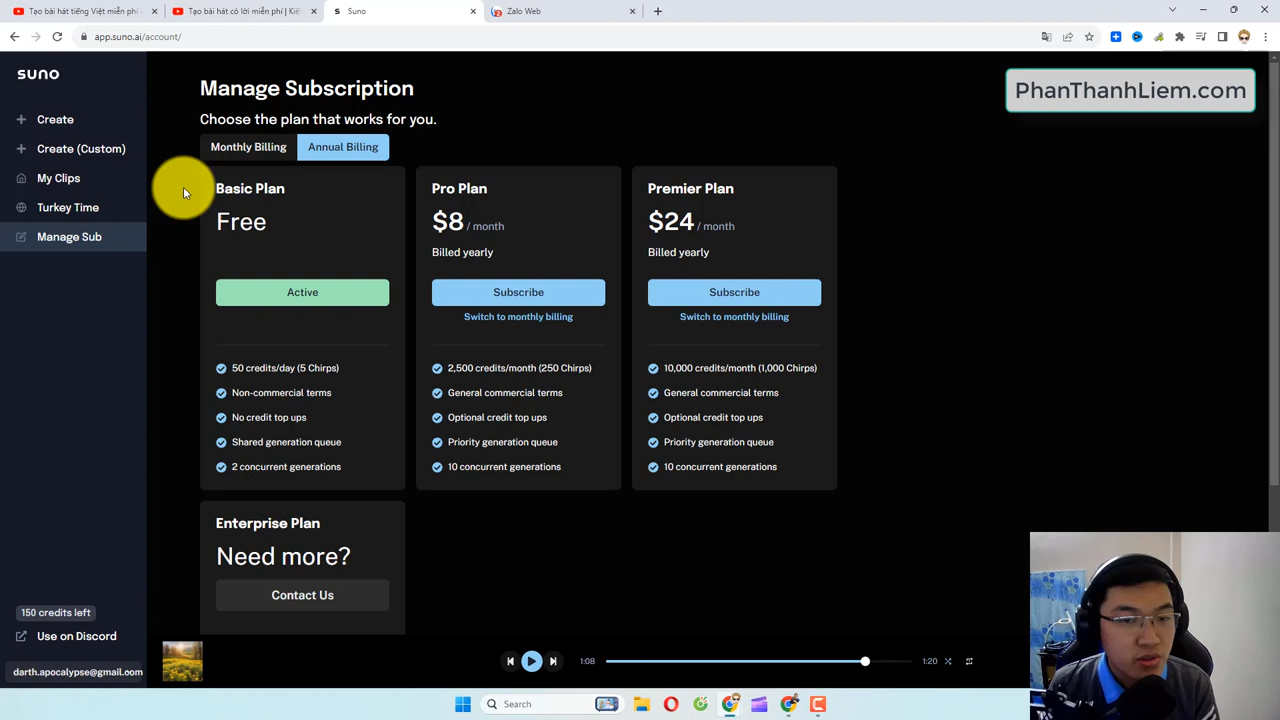 Tạo bài hát tiếng Việt miễn phí
Tạo bài hát có lời miễn phí | Kiế
Suno
Zalo Web
app.suno.ai/account/
SUNO
Create
Create (Custom)
My Clips
Turkey Time
Manage Sub
150 credits left
Use on Discord
darth.apocalypse@gmail.com
Manage Subscription
Choose the plan that works for you.
Monthly Billing
Annual Billing
Basic Plan
Free
Active
50 credits/day (5 Chirps)
Non-commercial terms
No credit top ups
Shared generation queue
2 concurrent generations
Pro Plan
$8 / month
Billed yearly
Subscribe
Switch to monthly billing
2,500 credits/month (250 Chirps)
General commercial terms
Optional credit top ups
Priority generation queue
10 concurrent generations
Premier Plan
$24 / month
Billed yearly
Subscribe
Switch to monthly billing
10,000 credits/month (1,000 Chirps)
General commercial terms
Optional credit top ups
Priority generation queue
10 concurrent generations
Enterprise Plan
Need more?
Contact Us
PhanThanhLiem.com
1:08
1:20
Search